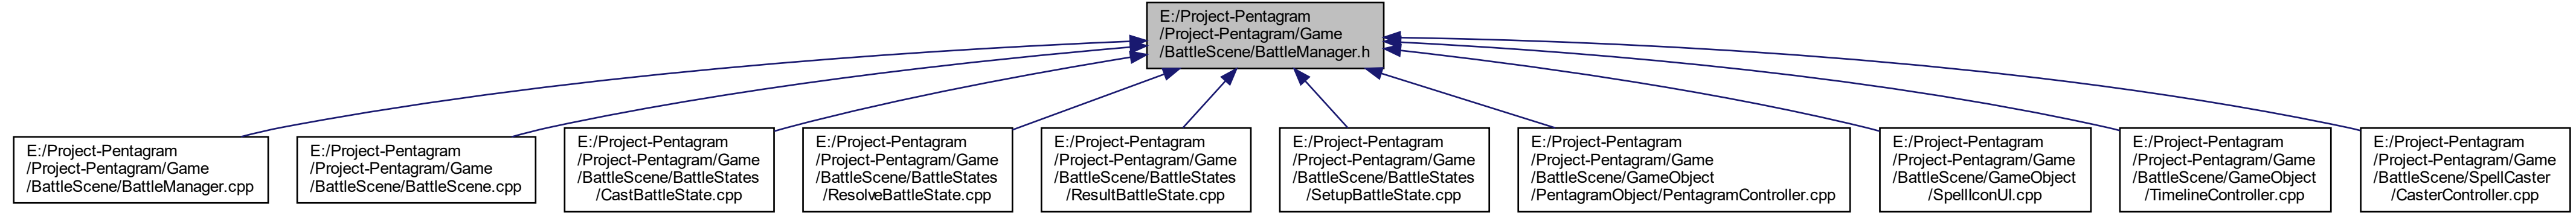 E:/Project-Pentagram
/Project-Pentagram/Game
/BattleScene/BattleManager.h
E:/Project-Pentagram
/Project-Pentagram/Game
/BattleScene/BattleManager.cpp
E:/Project-Pentagram
/Project-Pentagram/Game
/BattleScene/BattleScene.cpp
E:/Project-Pentagram
/Project-Pentagram/Game
/BattleScene/BattleStates
/CastBattleState.cpp
E:/Project-Pentagram
/Project-Pentagram/Game
/BattleScene/BattleStates
/ResolveBattleState.cpp
E:/Project-Pentagram
/Project-Pentagram/Game
/BattleScene/BattleStates
/ResultBattleState.cpp
E:/Project-Pentagram
/Project-Pentagram/Game
/BattleScene/BattleStates
/SetupBattleState.cpp
E:/Project-Pentagram
/Project-Pentagram/Game
/BattleScene/GameObject
/PentagramObject/PentagramController.cpp
E:/Project-Pentagram
/Project-Pentagram/Game
/BattleScene/GameObject
/SpellIconUI.cpp
E:/Project-Pentagram
/Project-Pentagram/Game
/BattleScene/GameObject
/TimelineController.cpp
E:/Project-Pentagram
/Project-Pentagram/Game
/BattleScene/SpellCaster
/CasterController.cpp